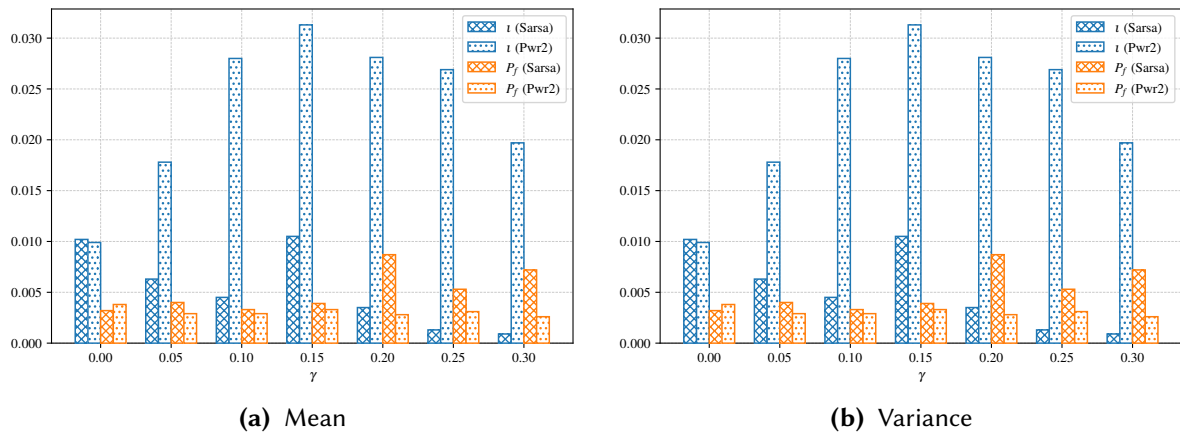 0.030
0.025
0.020
0.015
0.010
0.005
0.000
ι (Sarsa)
ι (Pwr2)
P_f (Sarsa)
P_f (Pwr2)
0.00 0.05 0.10 0.15 0.20 0.25 0.30
γ
(a) Mean
0.030
0.025
0.020
0.015
0.010
0.005
0.000
ι (Sarsa)
ι (Pwr2)
P_f (Sarsa)
P_f (Pwr2)
0.00 0.05 0.10 0.15 0.20 0.25 0.30
γ
(b) Variance